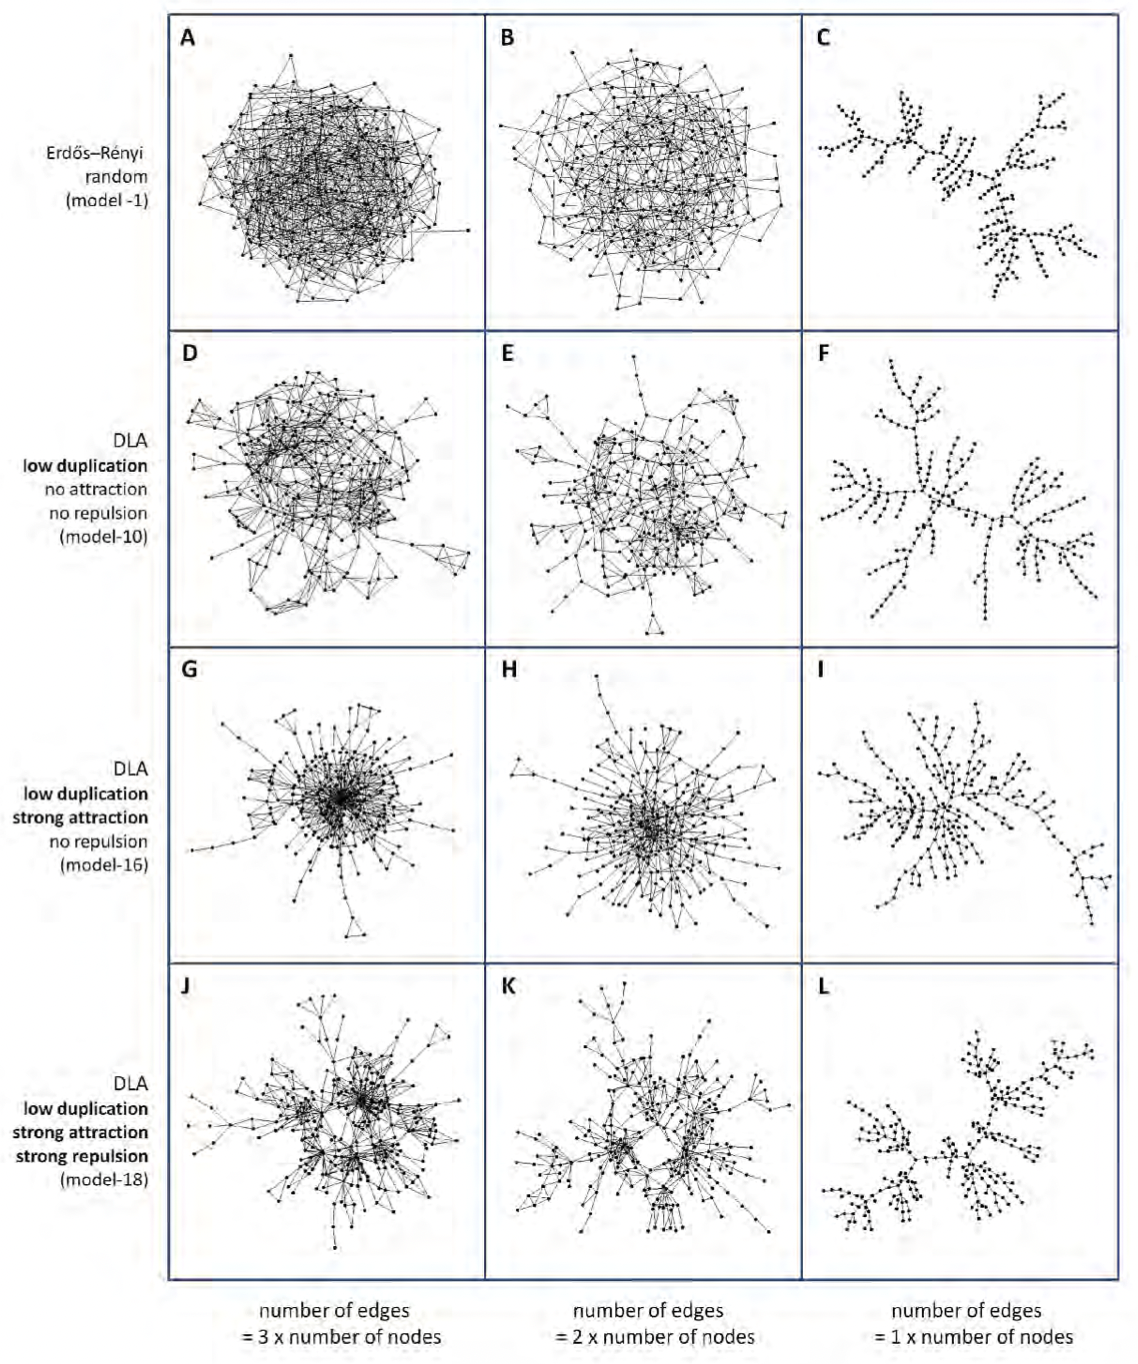 A
B
C
Erdős–Rényi
random
(model -1)
D
E
F
DLA
low duplication
no attraction
no repulsion
(model-10)
G
H
I
DLA
low duplication
strong attraction
no repulsion
(model-16)
J
K
L
DLA
low duplication
strong attraction
strong repulsion
(model-18)
number of edges
= 3 x number of nodes
number of edges
= 2 x number of nodes
number of edges
= 1 x number of nodes